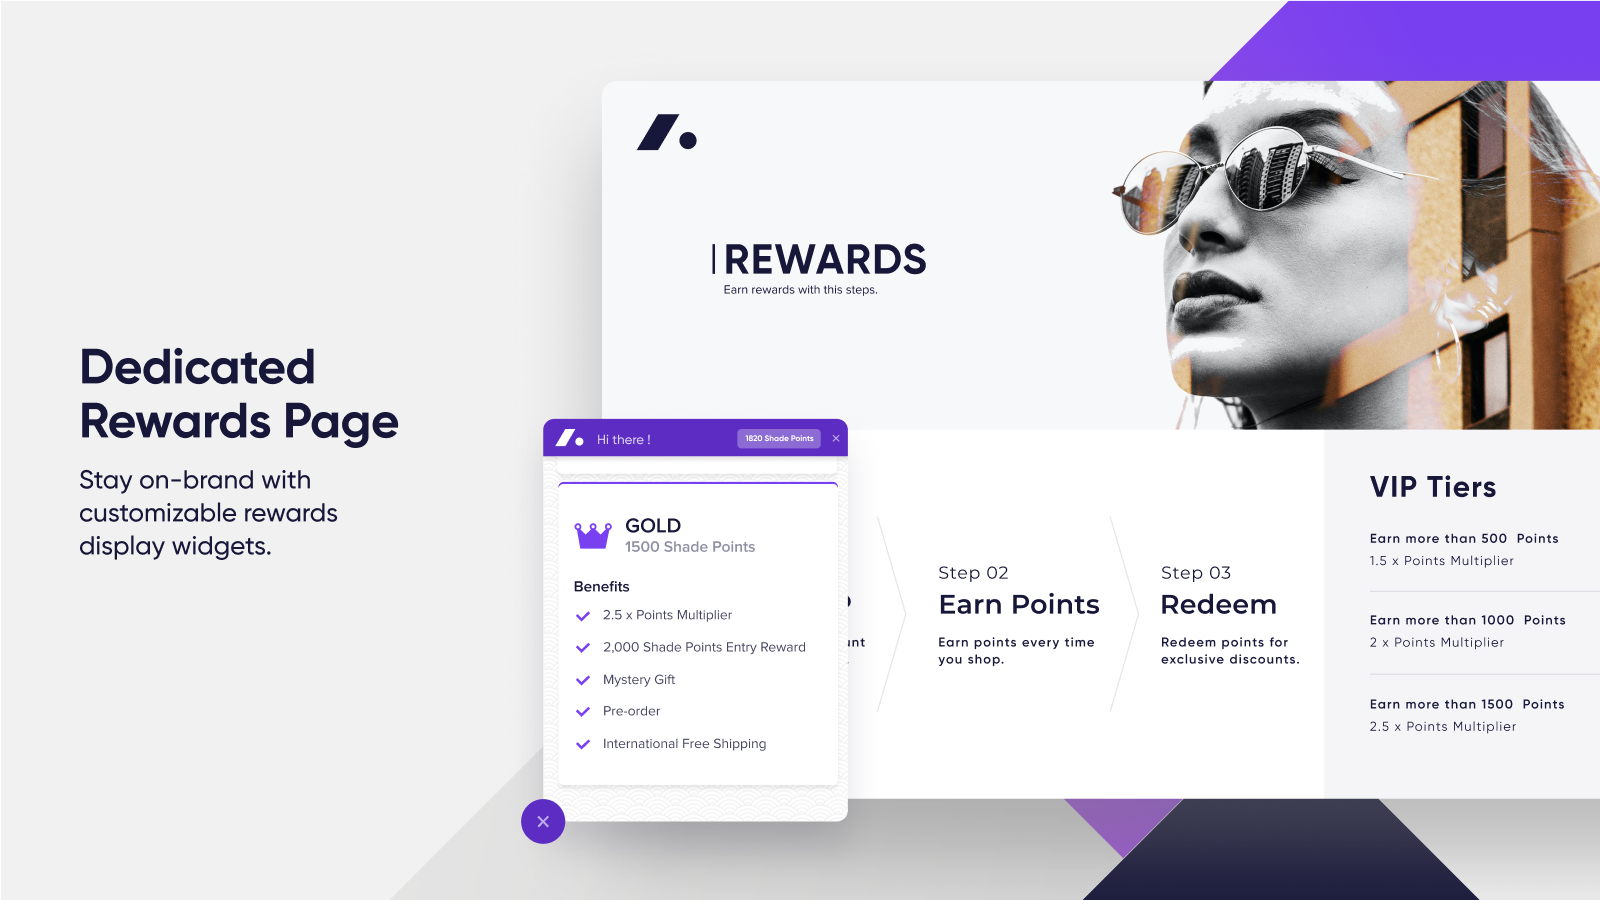 Dedicated
Rewards Page
Stay on-brand with
customizable rewards
display widgets.
REWARDS
Earn rewards with this steps.
Hi there !
1820 Shade Points
GOLD
1500 Shade Points
Benefits
2.5 x Points Multiplier
2,000 Shade Points Entry Reward
Mystery Gift
Pre-order
International Free Shipping
Step 02
Earn Points
Earn points every time
you shop.
Step 03
Redeem
Redeem points for
exclusive discounts.
VIP Tiers
Earn more than 500 Points
1.5 x Points Multiplier
Earn more than 1000 Points
2 x Points Multiplier
Earn more than 1500 Points
2.5 x Points Multiplier